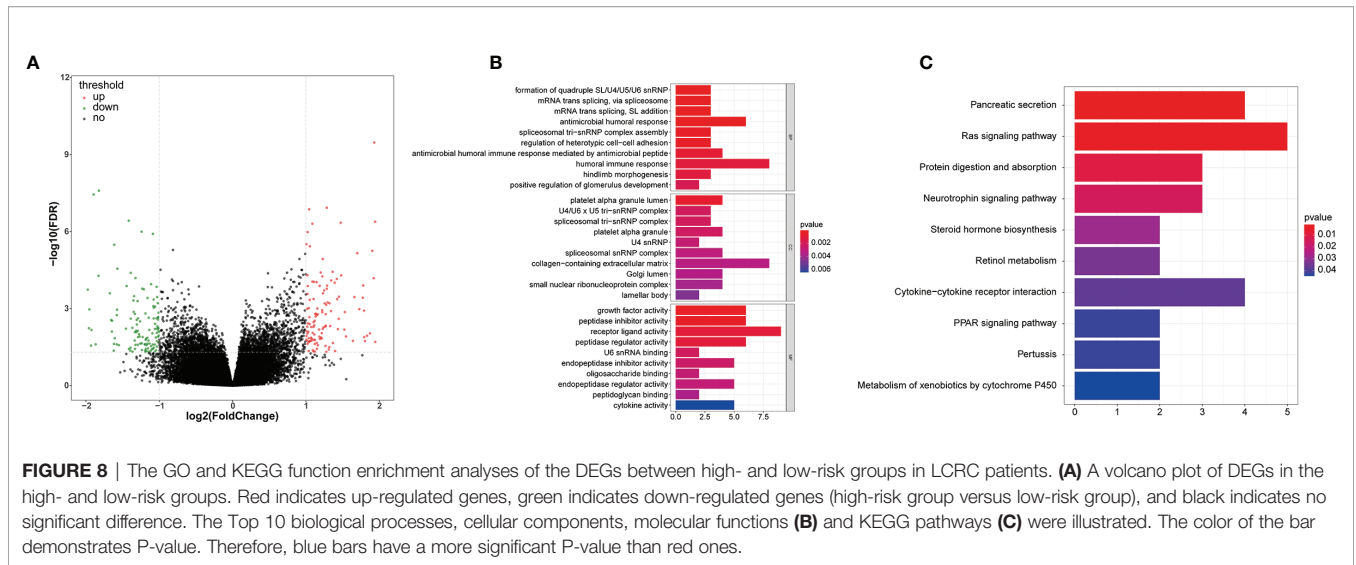 A
B
C
12
9
6
3
0
−log10(FDR)
threshold
up
down
no
−2
−1
0
1
2
log2(FoldChange)
formation of quadruple SL/U4/U5/U6 snRNP
mRNA trans splicing, via spliceosome
mRNA trans splicing, SL addition
antimicrobial humoral response
spliceosomal tri−snRNP complex assembly
regulation of heterotypic cell−cell adhesion
antimicrobial humoral immune response mediated by antimicrobial peptide
humoral immune response
hindlimb morphogenesis
positive regulation of glomerulus development
BP
platelet alpha granule lumen
U4/U6 x U5 tri−snRNP complex
spliceosomal tri−snRNP complex
platelet alpha granule
U4 snRNP
spliceosomal snRNP complex
collagen−containing extracellular matrix
Golgi lumen
small nuclear ribonucleoprotein complex
lamellar body
CC
growth factor activity
peptidase inhibitor activity
receptor ligand activity
peptidase regulator activity
U6 snRNA binding
endopeptidase inhibitor activity
oligosaccharide binding
endopeptidase regulator activity
peptidoglycan binding
cytokine activity
MF
0.0
2.5
5.0
7.5
pvalue
0.002
0.004
0.006
Pancreatic secretion
Ras signaling pathway
Protein digestion and absorption
Neurotrophin signaling pathway
Steroid hormone biosynthesis
Retinol metabolism
Cytokine−cytokine receptor interaction
PPAR signaling pathway
Pertussis
Metabolism of xenobiotics by cytochrome P450
0
1
2
3
4
5
pvalue
0.01
0.02
0.03
0.04
FIGURE 8 | The GO and KEGG function enrichment analyses of the DEGs between high- and low-risk groups in LCRC patients. (A) A volcano plot of DEGs in the
high- and low-risk groups. Red indicates up-regulated genes, green indicates down-regulated genes (high-risk group versus low-risk group), and black indicates no
significant difference. The Top 10 biological processes, cellular components, molecular functions (B) and KEGG pathways (C) were illustrated. The color of the bar
demonstrates P-value. Therefore, blue bars have a more significant P-value than red ones.